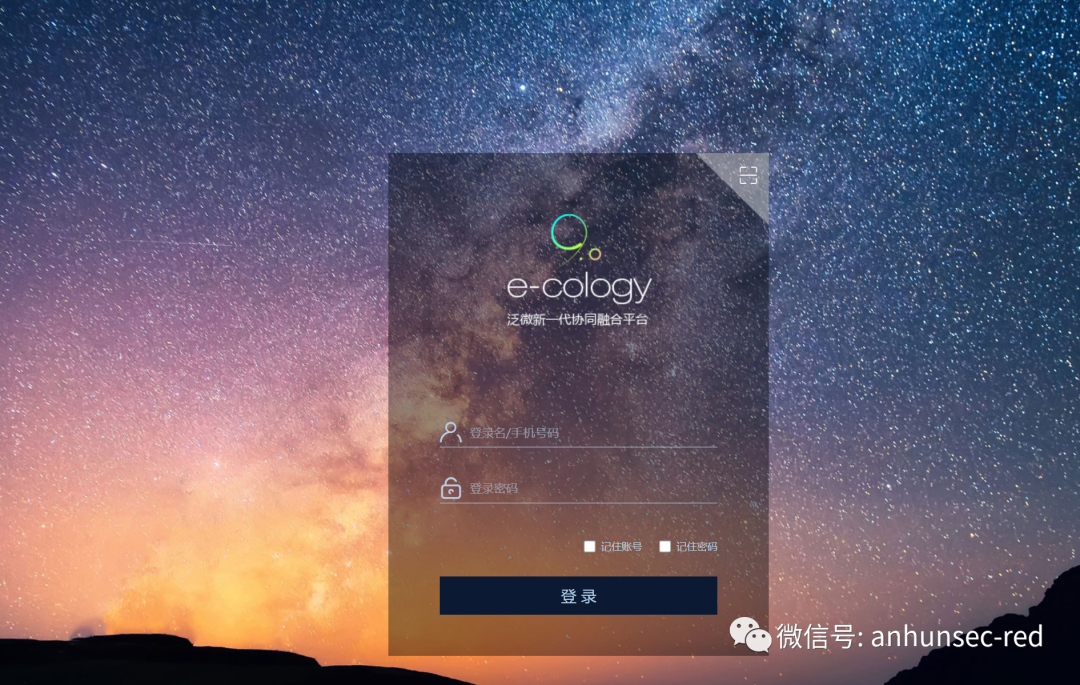 e-cology
泛微新一代协同融合平台
登录名/手机号码
登录密码
记住账号 记住密码
登录
微信号: anhunsec-red